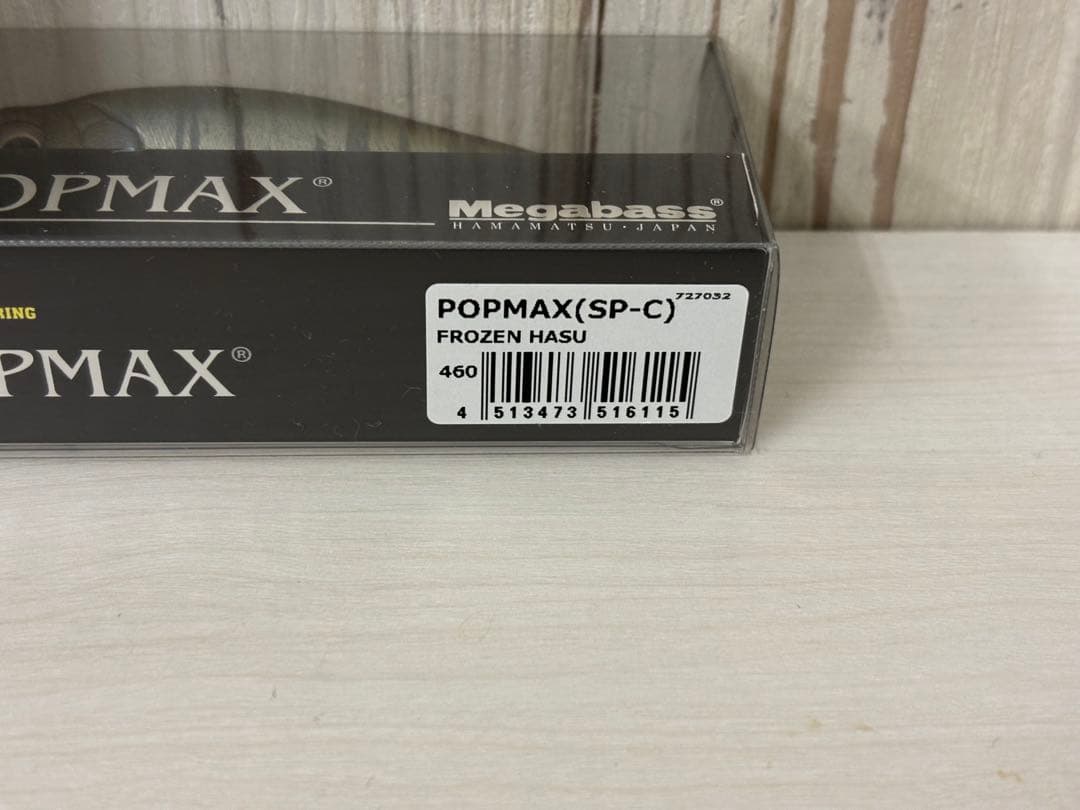 OPMAX®
Megabass®
HAMAMATSU・JAPAN
RING
PMAX®
727032
POPMAX(SP-C)
FROZEN HASU
460
4 513473 516115